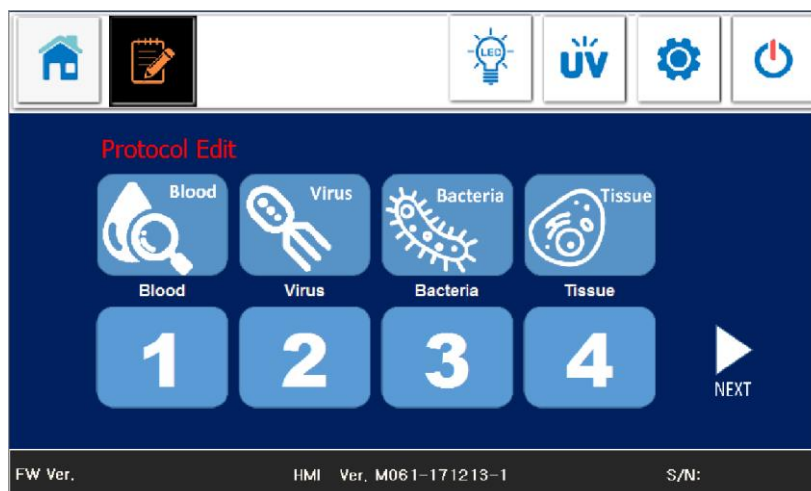 LED
UV
Protocol Edit
Blood Virus Bacteria Tissue
Blood Virus Bacteria Tissue
1 2 3 4
NEXT
FW Ver. HMI Ver. M061-171213-1 S/N: